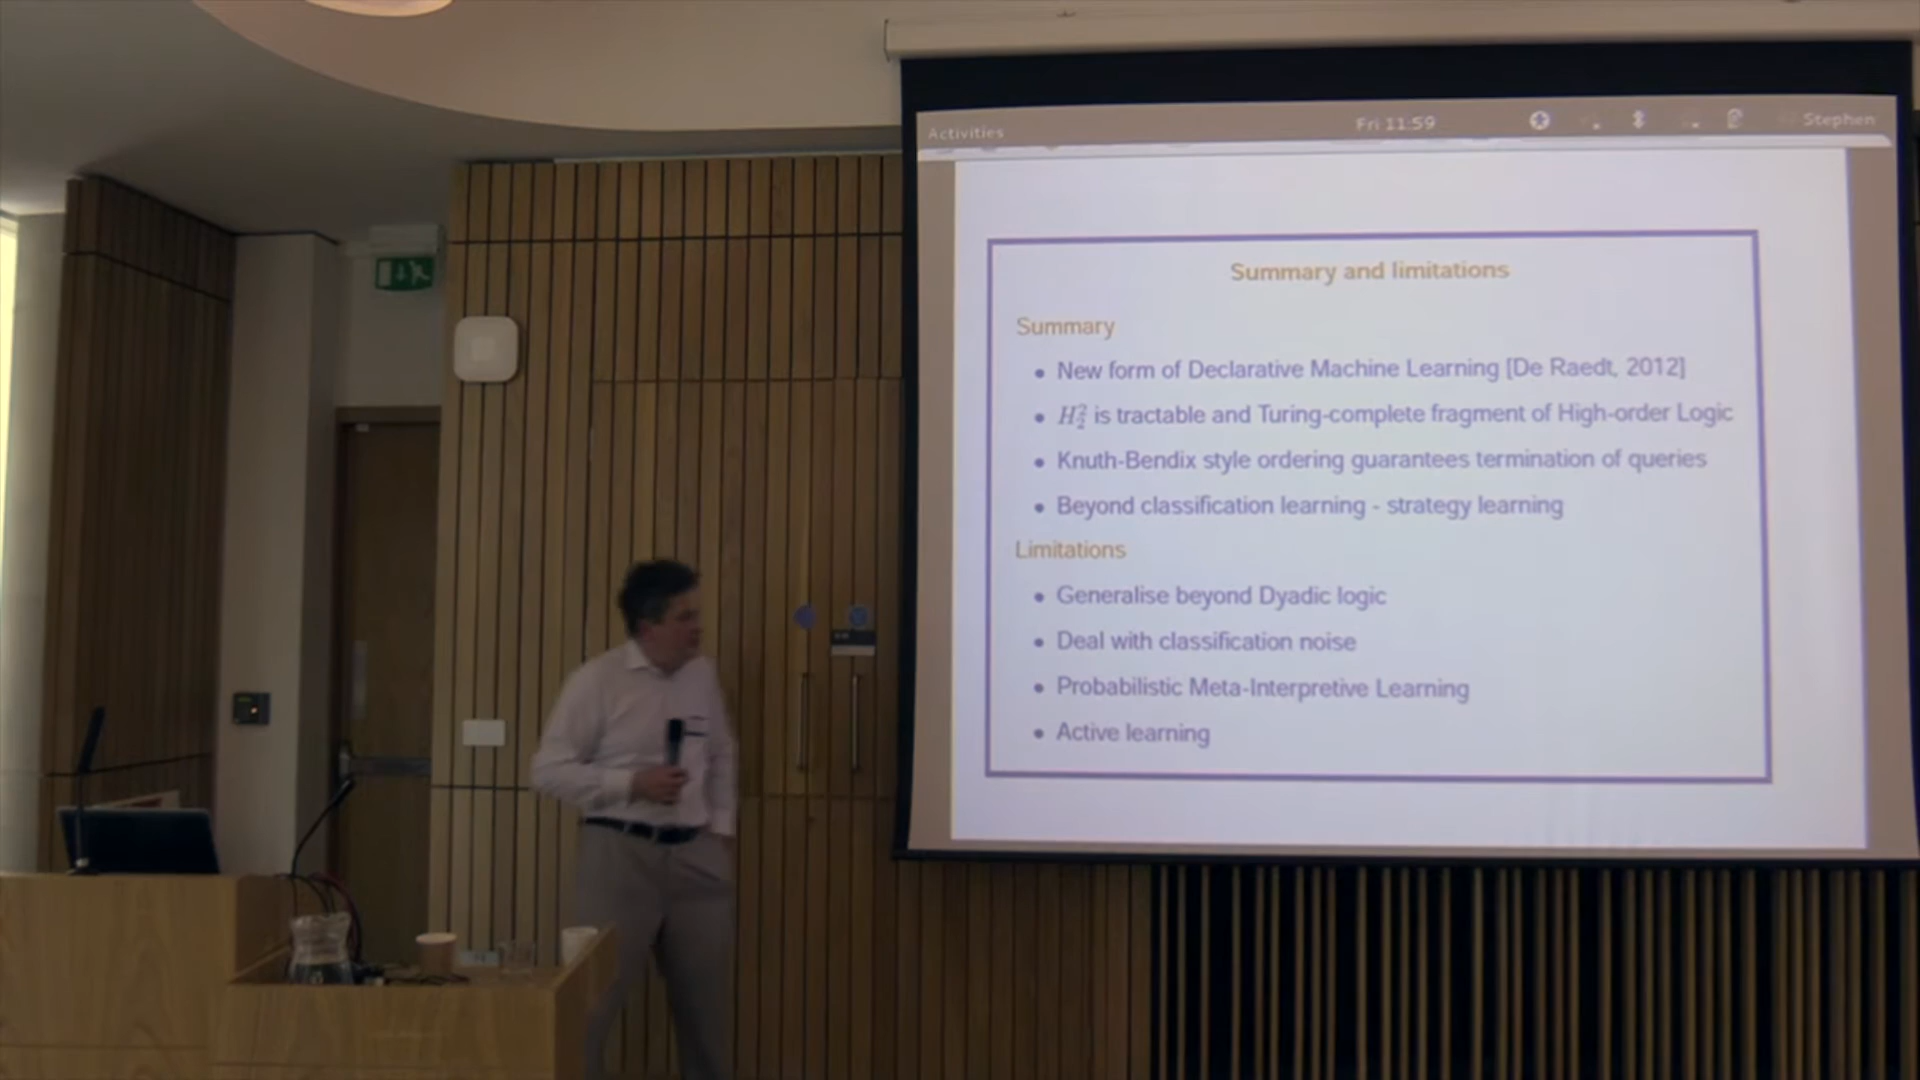 Activities Fri 11:59 Stephen
Summary and limitations
Summary
• New form of Declarative Machine Learning [De Raedt, 2012]
• H²₂ is tractable and Turing-complete fragment of High-order Logic
• Knuth-Bendix style ordering guarantees termination of queries
• Beyond classification learning - strategy learning
Limitations
• Generalise beyond Dyadic logic
• Deal with classification noise
• Probabilistic Meta-Interpretive Learning
• Active learning